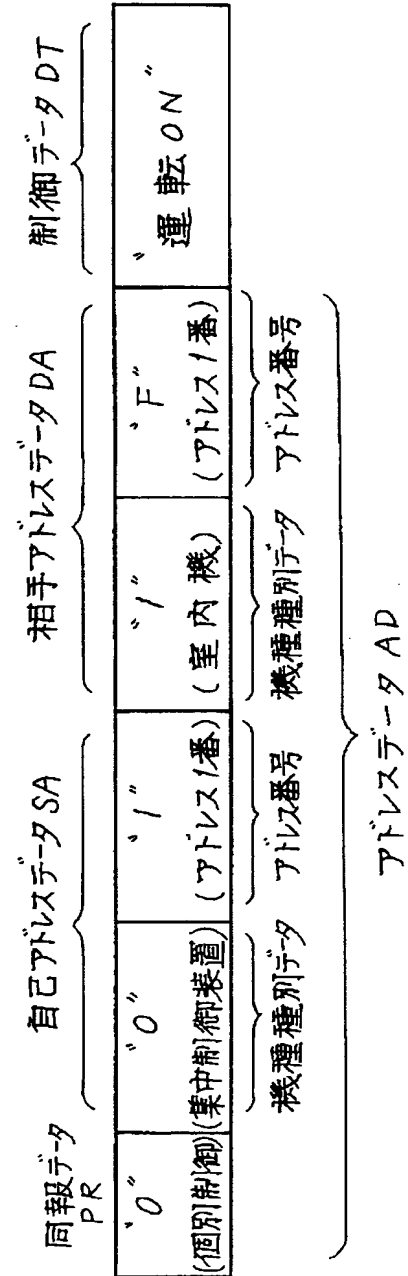 同報データ
PR
自己アドレスデータSA
相手アドレスデータDA
制御データDT
"0"
(個別制御)
"0"
(集中制御装置)
"1"
(アドレス1番)
"1"
(室内機)
"F"
(アドレス1番)
"運転ON"
機種種別データ
アドレス番号
機種種別データ
アドレス番号
アドレスデータAD